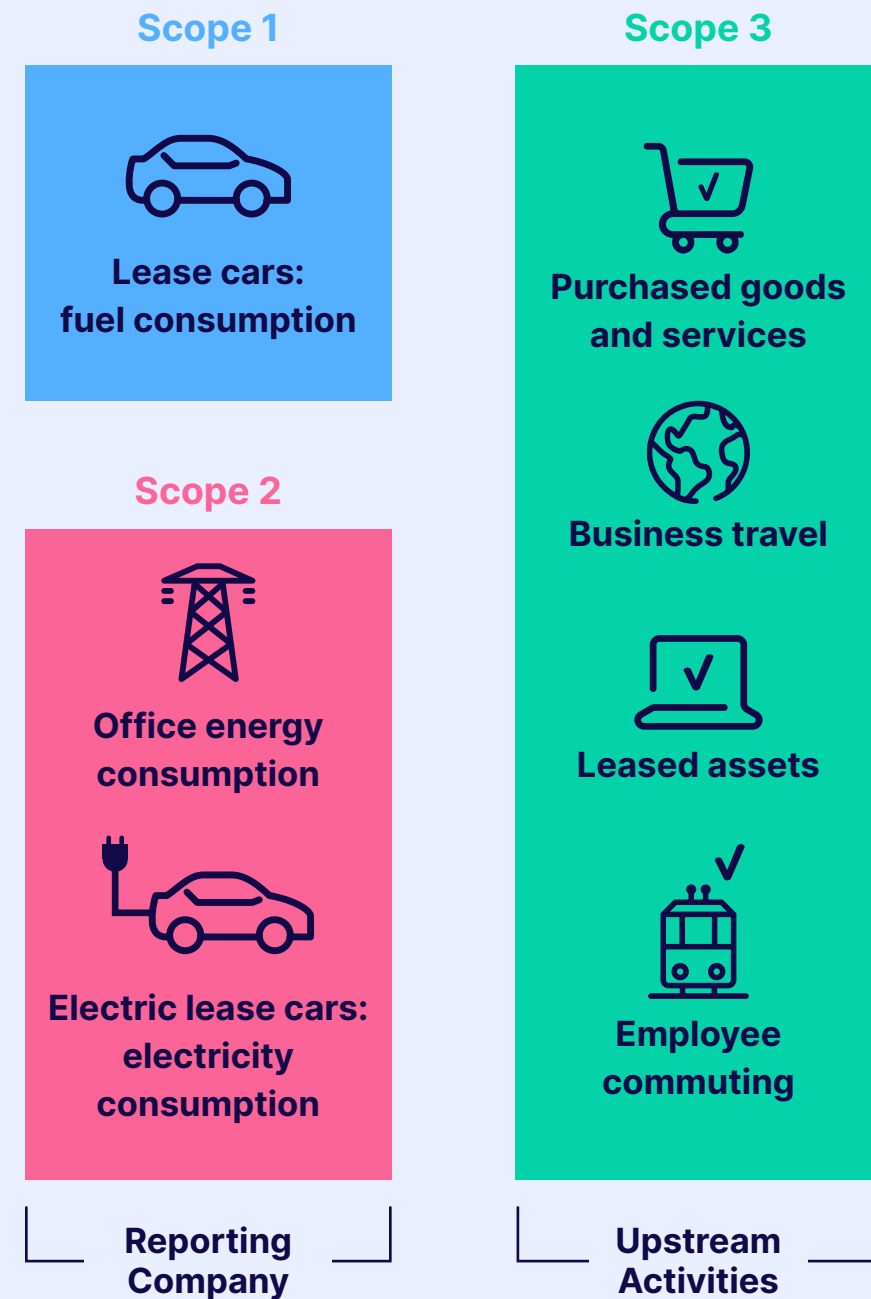 Scope 1
Lease cars:
fuel consumption
Scope 2
Office energy
consumption
Electric lease cars:
electricity
consumption
Reporting
Company
Scope 3
Purchased goods
and services
Business travel
Leased assets
Employee
commuting
Upstream
Activities